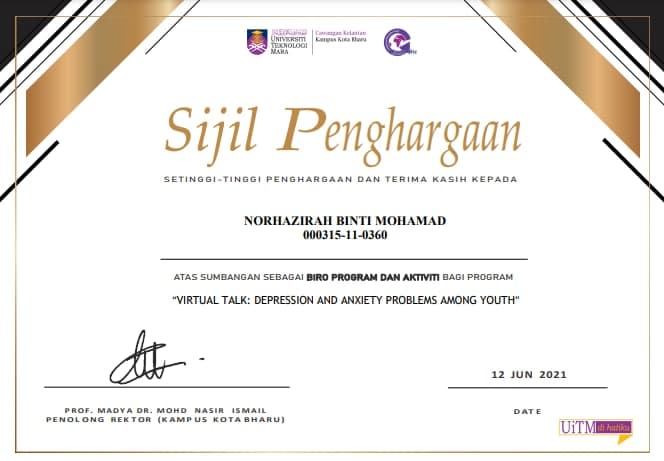 UNIVERSITI
TEKNOLOGI
MARA
Cawangan Kelantan
Kampus Kota Bharu
Sijil Penghargaan
SETINGGI-TINGGI PENGHARGAAN DAN TERIMA KASIH KEPADA
NORHAZIRAH BINTI MOHAMAD
000315-11-0360
ATAS SUMBANGAN SEBAGAI BIRO PROGRAM DAN AKTIVITI BAGI PROGRAM
"VIRTUAL TALK: DEPRESSION AND ANXIETY PROBLEMS AMONG YOUTH"
12 JUN 2021
PROF. MADYA DR. MOHD NASIR ISMAIL
PENOLONG REKTOR (KAMPUS KOTA BHARU)
DATE
UiTM di hatiku